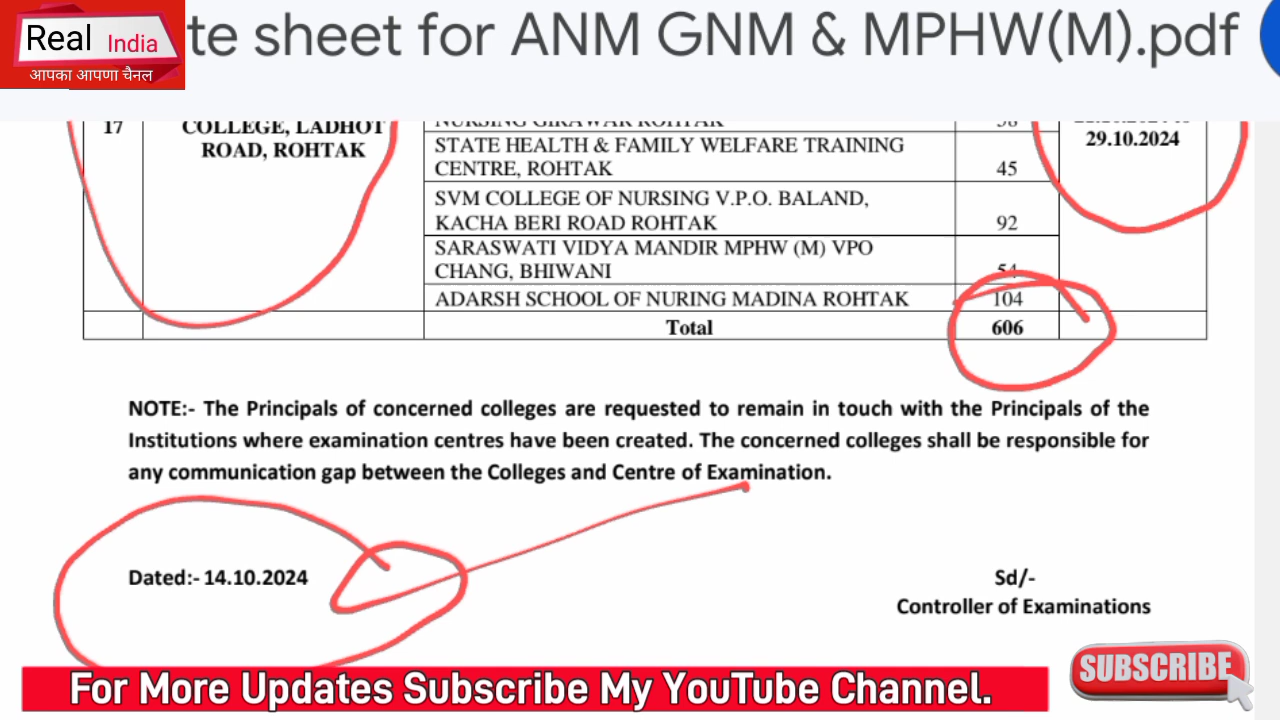 Real India
आपका आपणा चैनल
te sheet for ANM GNM & MPHW(M).pdf
17
COLLEGE, LADHOT
ROAD, ROHTAK
NURSING GIRAWAR ROHTAK
58
29.10.2024
STATE HEALTH & FAMILY WELFARE TRAINING
CENTRE, ROHTAK
45
SVM COLLEGE OF NURSING V.P.O. BALAND,
KACHA BERI ROAD ROHTAK
92
SARASWATI VIDYA MANDIR MPHW (M) VPO
CHANG, BHIWANI
54
ADARSH SCHOOL OF NURING MADINA ROHTAK
104
Total
606
NOTE:- The Principals of concerned colleges are requested to remain in touch with the Principals of the
Institutions where examination centres have been created. The concerned colleges shall be responsible for
any communication gap between the Colleges and Centre of Examination.
Dated:- 14.10.2024
Sd/-
Controller of Examinations
For More Updates Subscribe My YouTube Channel.
SUBSCRIBE